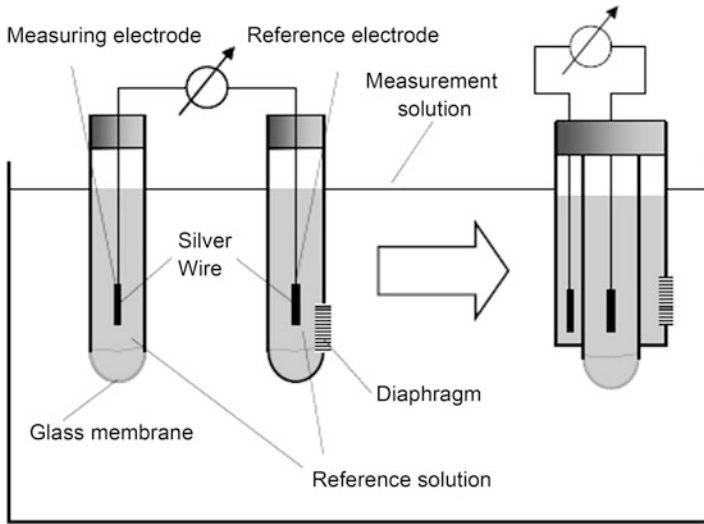 Measuring electrode
Reference electrode
Measurement
solution
Silver
Wire
Diaphragm
Glass membrane
Reference solution